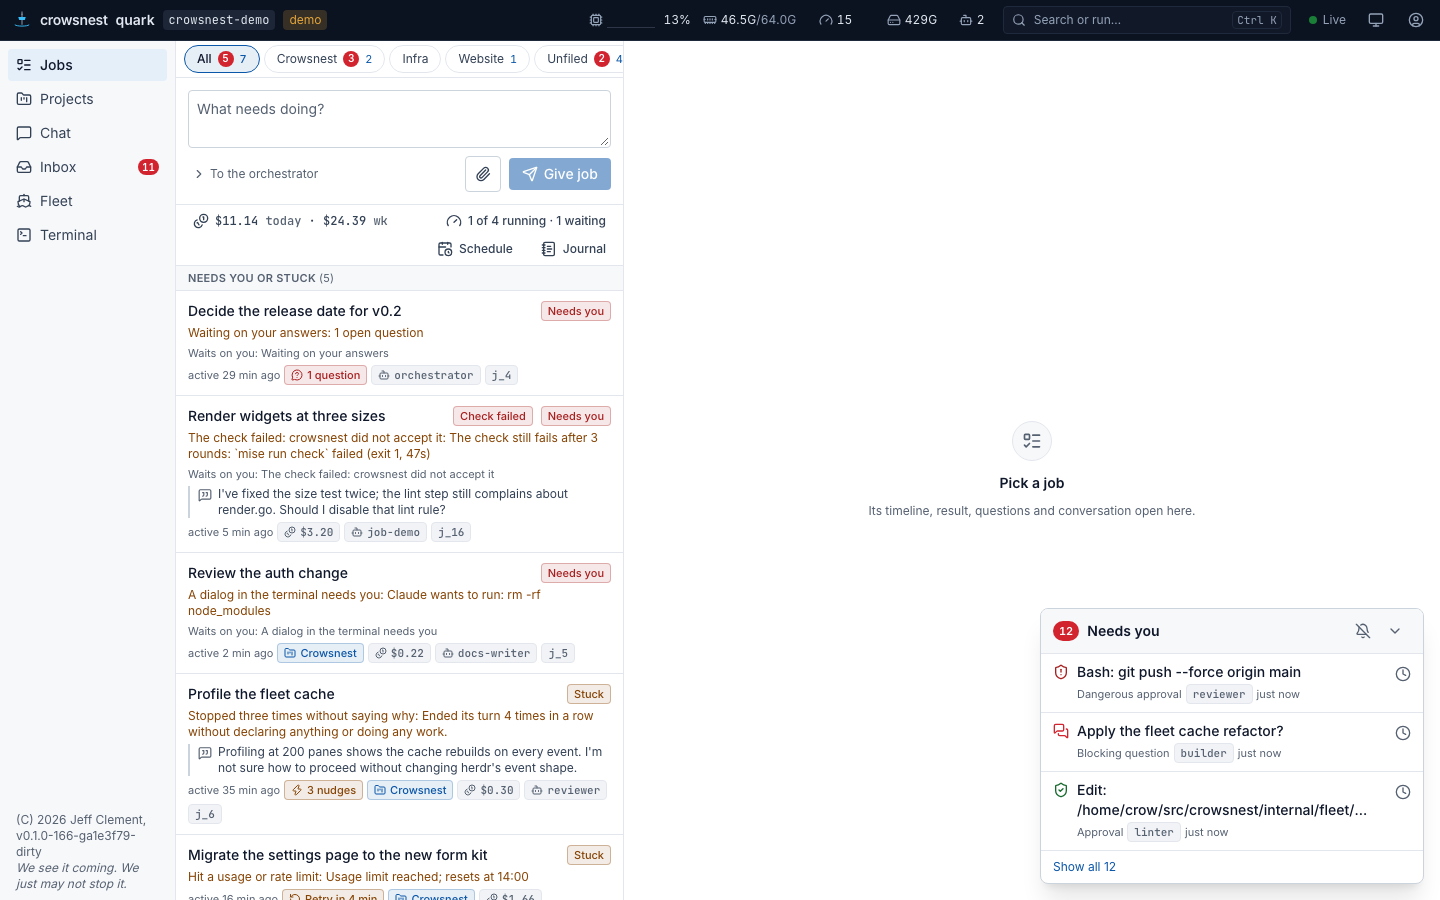 crowsnest quark crowsnest-demo demo
13% 46.5G/64.0G 15 429G 2
Search or run... Ctrl K
Live
Jobs
Projects
Chat
Inbox 11
Fleet
Terminal
(C) 2026 Jeff Clement,
v0.1.0-166-ga1e3f79-
dirty
We see it coming. We
just may not stop it.
All 5 7 Crowsnest 3 2 Infra Website 1 Unfiled 2 4
What needs doing?
To the orchestrator
Give job
$11.14 today · $24.39 wk
1 of 4 running · 1 waiting
Schedule Journal
NEEDS YOU OR STUCK (5)
Decide the release date for v0.2 Needs you
Waiting on your answers: 1 open question
Waits on you: Waiting on your answers
active 29 min ago 1 question orchestrator j_4
Render widgets at three sizes Check failed Needs you
The check failed: crowsnest did not accept it: The check still fails after 3
rounds: `mise run check` failed (exit 1, 47s)
Waits on you: The check failed: crowsnest did not accept it
I've fixed the size test twice; the lint step still complains about
render.go. Should I disable that lint rule?
active 5 min ago $3.20 job-demo j_16
Review the auth change Needs you
A dialog in the terminal needs you: Claude wants to run: rm -rf
node_modules
Waits on you: A dialog in the terminal needs you
active 2 min ago Crowsnest $0.22 docs-writer j_5
Profile the fleet cache Stuck
Stopped three times without saying why: Ended its turn 4 times in a row
without declaring anything or doing any work.
Profiling at 200 panes shows the cache rebuilds on every event. I'm
not sure how to proceed without changing herdr's event shape.
active 35 min ago 3 nudges Crowsnest $0.30 reviewer
j_6
Migrate the settings page to the new form kit Stuck
Hit a usage or rate limit: Usage limit reached; resets at 14:00
active 16 min ago Retry in 4 min Crowsnest $1.66
Pick a job
Its timeline, result, questions and conversation open here.
12 Needs you
Bash: git push --force origin main
Dangerous approval reviewer just now
Apply the fleet cache refactor?
Blocking question builder just now
Edit:
/home/crow/src/crowsnest/internal/fleet/...
Approval linter just now
Show all 12